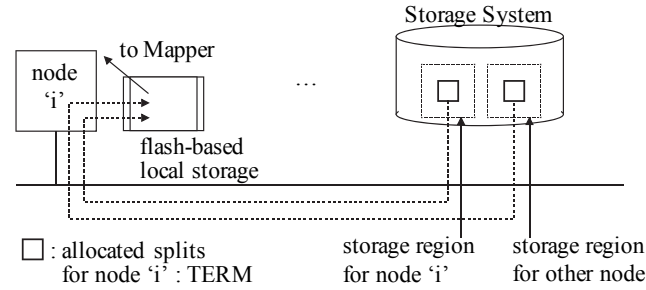 Storage System
to Mapper
node
‘i’
…
flash-based
local storage
: allocated splits
for node ‘i’ : TERM
storage region
for node ‘i’
storage region
for other node